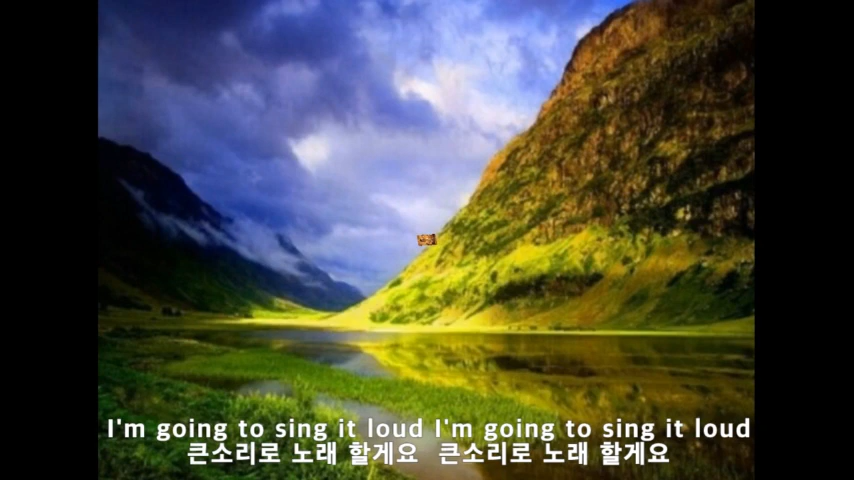 I'm going to sing it loud I'm going to sing it loud
큰소리로 노래 할게요 큰소리로 노래 할게요